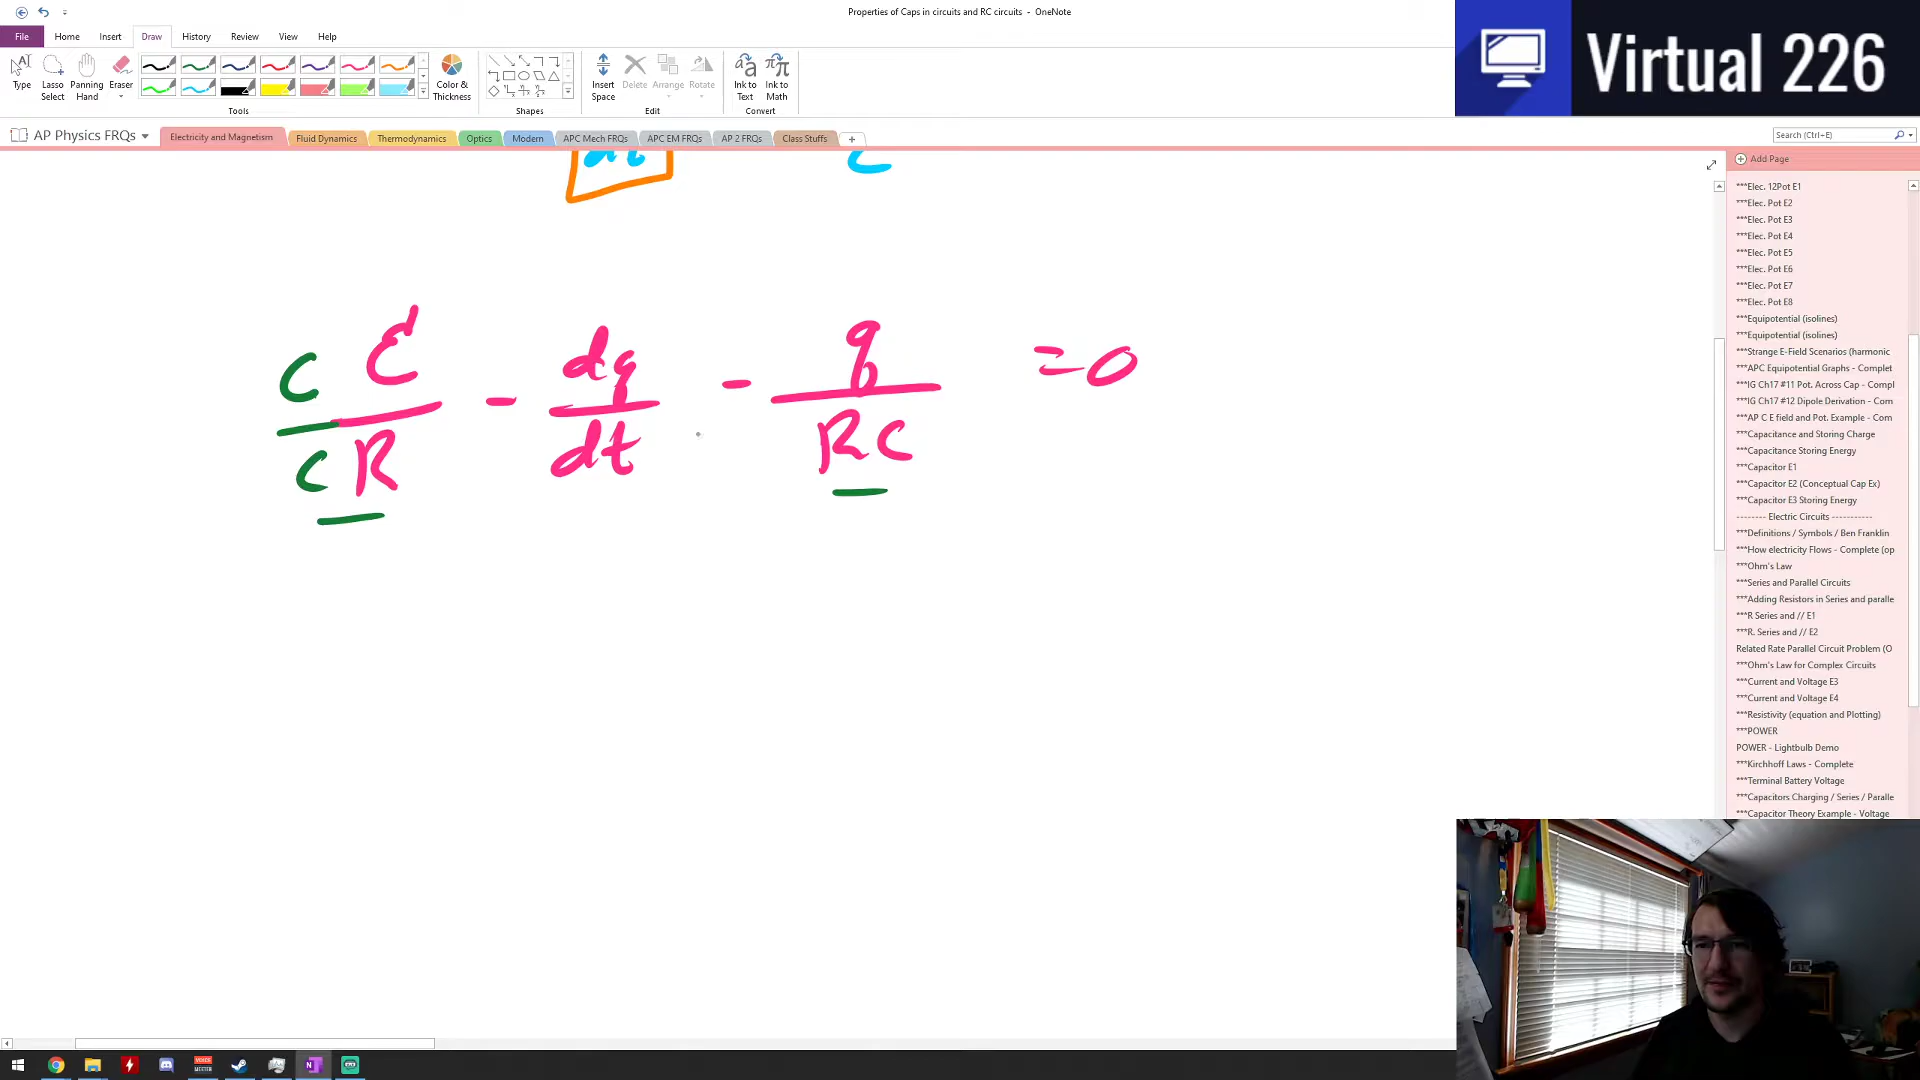 Properties of Caps in circuits and RC circuits - OneNote
Virtual 226
File Home Insert Draw History Review View Help
Type
Lasso Select
Panning Hand
Eraser
Color & Thickness
Insert Space
Delete
Arrange
Rotate
Ink to Text
Ink to Math
Tools
Shapes
Edit
Convert
AP Physics FRQs
Electricity and Magnetism
Fluid Dynamics
Thermodynamics
Optics
Modern
APC Mech FRQs
APC EM FRQs
AP 2 FRQs
Class Stuffs
Search (Ctrl+E)
Add Page
dt C
C ℰ / C R - dq / dt - q / RC = 0
***Elec. 12Pot E1
***Elec. Pot E2
***Elec. Pot E3
***Elec. Pot E4
***Elec. Pot E5
***Elec. Pot E6
***Elec. Pot E7
***Elec. Pot E8
***Equipotential (isolines)
***Equipotential (isolines)
***Strange E-Field Scenarios (harmonic
***APC Equipotential Graphs - Complet
***IG Ch17 #11 Pot. Across Cap - Compl
***IG Ch17 #12 Dipole Derivation - Com
***AP C E field and Pot. Example - Com
***Capacitance and Storing Charge
***Capacitance Storing Energy
***Capacitor E1
***Capacitor E2 (Conceptual Cap Ex)
***Capacitor E3 Storing Energy
-------- Electric Circuits -----------
***Definitions / Symbols / Ben Franklin
***How electricity Flows - Complete (op
***Ohm's Law
***Series and Parallel Circuits
***Adding Resistors in Series and paralle
***R Series and // E1
***R. Series and // E2
Related Rate Parallel Circuit Problem (O
***Ohm's Law for Complex Circuits
***Current and Voltage E3
***Current and Voltage E4
***Resistivity (equation and Plotting)
***POWER
POWER - Lightbulb Demo
***Kirchhoff Laws - Complete
***Terminal Battery Voltage
***Capacitors Charging / Series / Paralle
***Capacitor Theory Example - Voltage